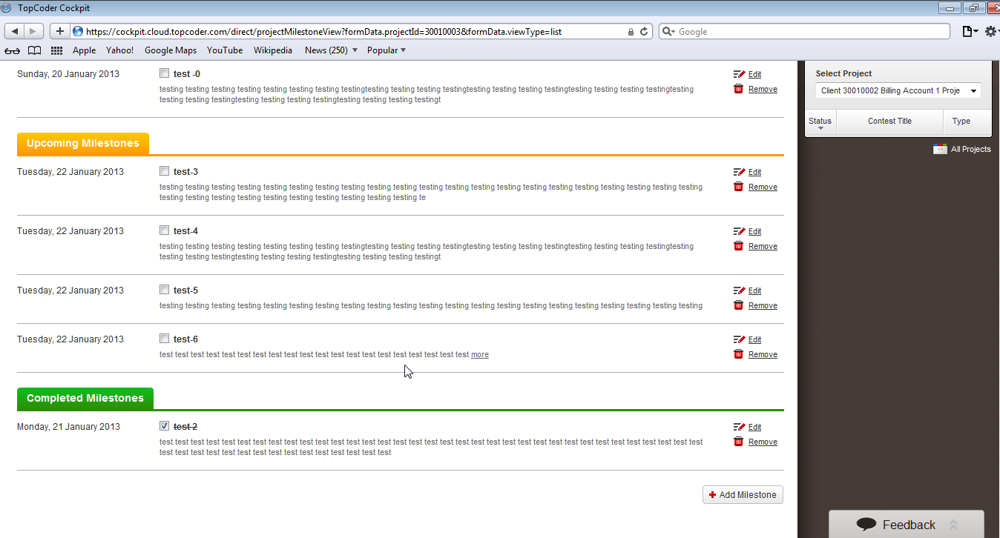 TopCoder Cockpit
https://cockpit.cloud.topcoder.com/direct/projectMilestoneView?formData.projectId=30010003&formData.viewType=list
Google
Apple Yahoo! Google Maps YouTube Wikipedia News (250) Popular
Sunday, 20 January 2013
test -0
testing testing testing testing testing testing testing testingtesting testing testing testingtesting testing testing testingtesting testing testing testingtesting
testing testing testingtesting testing testing testingtesting testing testing testingt
Edit
Remove
Upcoming Milestones
Tuesday, 22 January 2013
test-3
testing testing testing testing testing testing testing testing testing testing testing testing testing testing testing testing testing testing testing testing testing
testing testing testing testing testing testing testing testing testing testing te
Edit
Remove
Tuesday, 22 January 2013
test-4
testing testing testing testing testing testing testing testingtesting testing testing testingtesting testing testing testingtesting testing testing testingtesting
testing testing testingtesting testing testing testingtesting testing testing testingt
Edit
Remove
Tuesday, 22 January 2013
test-5
testing testing testing testing testing testing testing testing testing testing testing testing testing testing testing testing testing testing testing testing testing
Edit
Remove
Tuesday, 22 January 2013
test-6
test test test test test test test test test test test test test test test test test test test test more
Edit
Remove
Completed Milestones
Monday, 21 January 2013
test 2
test test test test test test test test test test test test test test test test test test test test test test test test test test test test test test test test test test test
test test test test test test test test test test test test test test test
Edit
Remove
Add Milestone
Select Project
Client 30010002 Billing Account 1 Proje
Status Contest Title Type
All Projects
Feedback